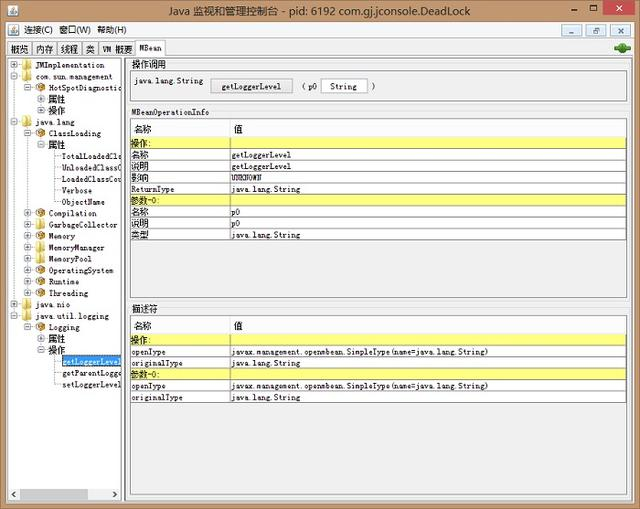 Java 监视和管理控制台 - pid: 6192 com.gj.jconsole.DeadLock
连接(C) 窗口(W) 帮助(H)
概览 内存 线程 类 VM 概要 MBean
JMImplementation
com.sun.management
HotSpotDiagnostic
属性
操作
java.lang
ClassLoading
属性
TotalLoadedCla
UnloadedClassC
LoadedClassCou
Verbose
ObjectName
Compilation
GarbageCollector
Memory
MemoryManager
MemoryPool
OperatingSystem
Runtime
Threading
java.nio
java.util.logging
Logging
属性
操作
getLoggerLevel
getParentLogge
setLoggerLevel
操作调用
java.lang.String getLoggerLevel ( p0 String )
MBeanOperationInfo
名称 值
操作:
名称 getLoggerLevel
说明 getLoggerLevel
影响 UNKNOWN
ReturnType java.lang.String
参数-0:
名称 p0
说明 p0
类型 java.lang.String
描述符
名称 值
操作:
openType javax.management.openmbean.SimpleType(name=java.lang.String)
originalType java.lang.String
参数-0:
openType javax.management.openmbean.SimpleType(name=java.lang.String)
originalType java.lang.String